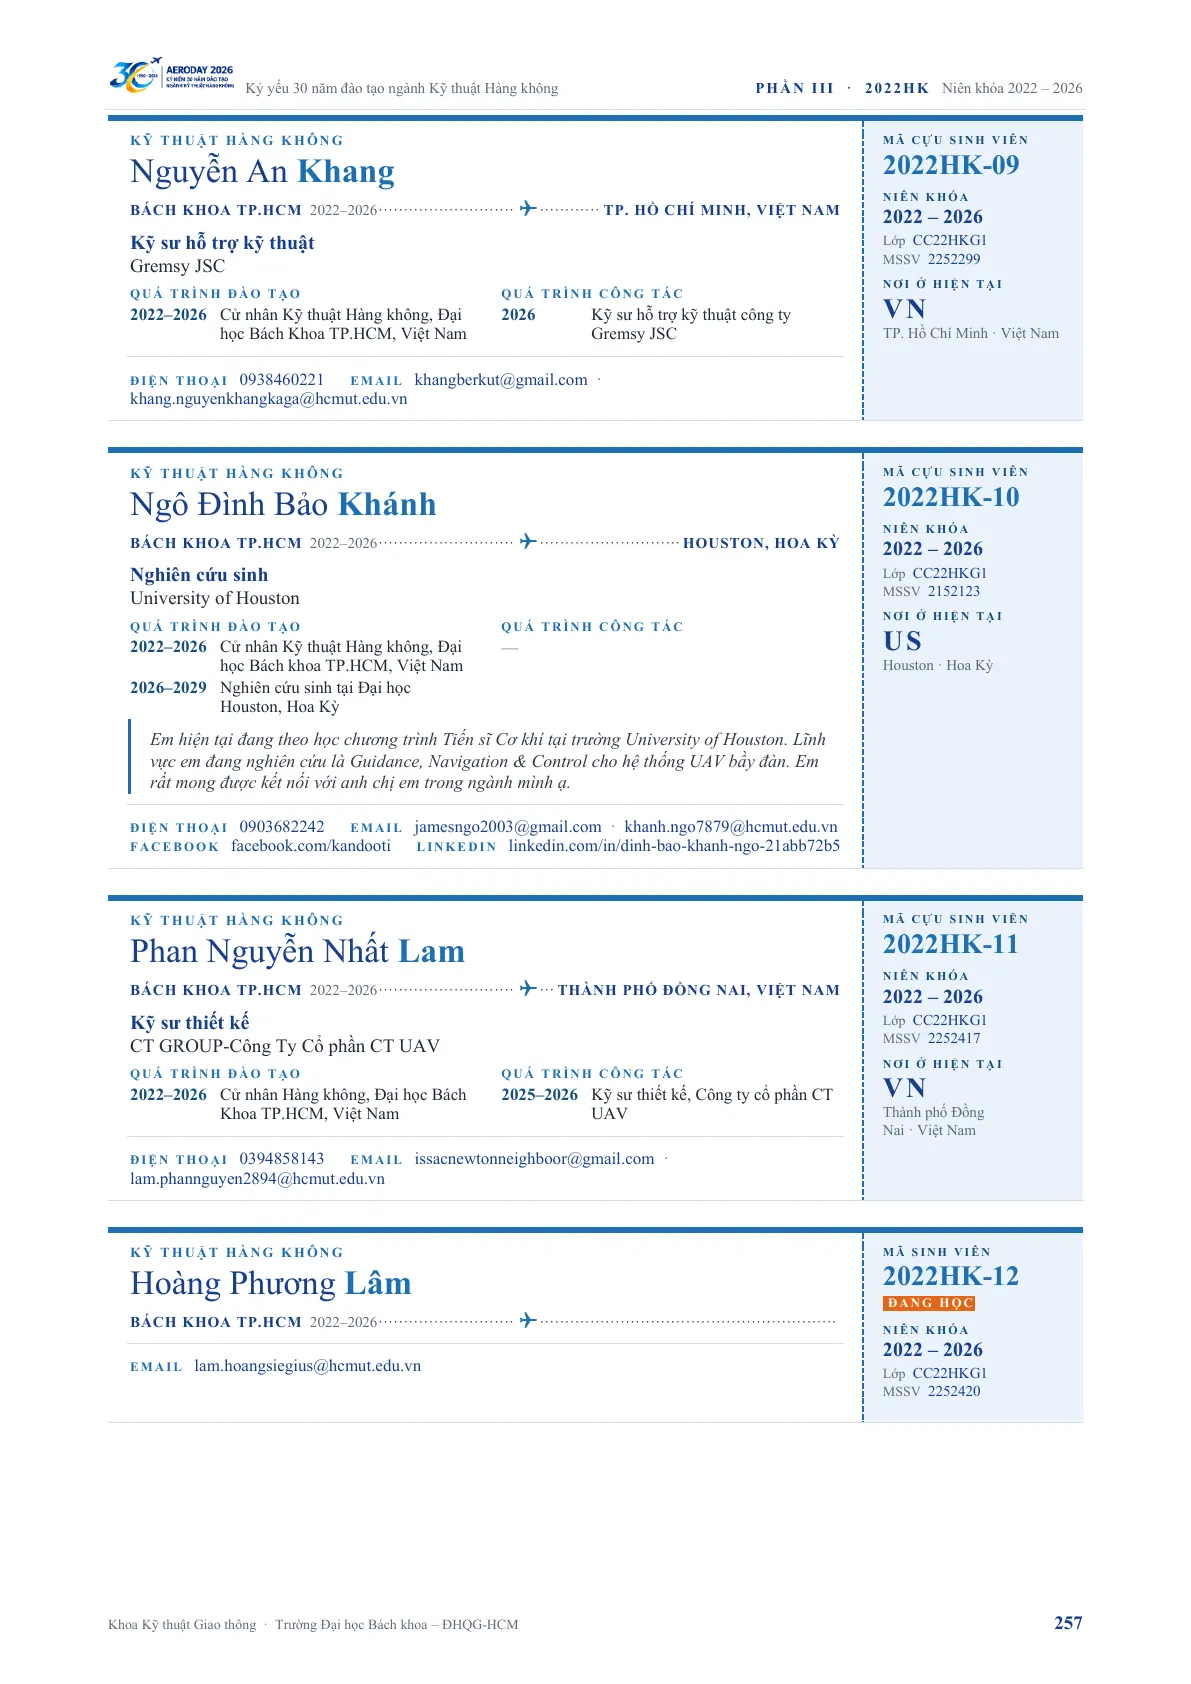 30
1996 - 2026
AERODAY 2026
KỶ NIỆM 30 NĂM ĐÀO TẠO
NGÀNH KỸ THUẬT HÀNG KHÔNG
Kỷ yếu 30 năm đào tạo ngành Kỹ thuật Hàng không
PHẦN III · 2022HK Niên khóa 2022 – 2026
KỸ THUẬT HÀNG KHÔNG
Nguyễn An Khang
BÁCH KHOA TP.HCM 2022–2026 TP. HỒ CHÍ MINH, VIỆT NAM
Kỹ sư hỗ trợ kỹ thuật
Gremsy JSC
QUÁ TRÌNH ĐÀO TẠO
2022–2026 Cử nhân Kỹ thuật Hàng không, Đại
học Bách Khoa TP.HCM, Việt Nam
QUÁ TRÌNH CÔNG TÁC
2026 Kỹ sư hỗ trợ kỹ thuật công ty
Gremsy JSC
ĐIỆN THOẠI 0938460221 EMAIL khangberkut@gmail.com ·
khang.nguyenkhangkaga@hcmut.edu.vn
MÃ CỰU SINH VIÊN
2022HK-09
NIÊN KHÓA
2022 – 2026
Lớp CC22HKG1
MSSV 2252299
NƠI Ở HIỆN TẠI
VN
TP. Hồ Chí Minh · Việt Nam
KỸ THUẬT HÀNG KHÔNG
Ngô Đình Bảo Khánh
BÁCH KHOA TP.HCM 2022–2026 HOUSTON, HOA KỲ
Nghiên cứu sinh
University of Houston
QUÁ TRÌNH ĐÀO TẠO
2022–2026 Cử nhân Kỹ thuật Hàng không, Đại
học Bách khoa TP.HCM, Việt Nam
2026–2029 Nghiên cứu sinh tại Đại học
Houston, Hoa Kỳ
QUÁ TRÌNH CÔNG TÁC
—
Em hiện tại đang theo học chương trình Tiến sĩ Cơ khí tại trường University of Houston. Lĩnh
vực em đang nghiên cứu là Guidance, Navigation & Control cho hệ thống UAV bầy đàn. Em
rất mong được kết nối với anh chị em trong ngành mình ạ.
ĐIỆN THOẠI 0903682242 EMAIL jamesngo2003@gmail.com · khanh.ngo7879@hcmut.edu.vn
FACEBOOK facebook.com/kandooti LINKEDIN linkedin.com/in/dinh-bao-khanh-ngo-21abb72b5
MÃ CỰU SINH VIÊN
2022HK-10
NIÊN KHÓA
2022 – 2026
Lớp CC22HKG1
MSSV 2152123
NƠI Ở HIỆN TẠI
US
Houston · Hoa Kỳ
KỸ THUẬT HÀNG KHÔNG
Phan Nguyễn Nhất Lam
BÁCH KHOA TP.HCM 2022–2026 THÀNH PHỐ ĐỒNG NAI, VIỆT NAM
Kỹ sư thiết kế
CT GROUP-Công Ty Cổ phần CT UAV
QUÁ TRÌNH ĐÀO TẠO
2022–2026 Cử nhân Hàng không, Đại học Bách
Khoa TP.HCM, Việt Nam
QUÁ TRÌNH CÔNG TÁC
2025–2026 Kỹ sư thiết kế, Công ty cổ phần CT
UAV
ĐIỆN THOẠI 0394858143 EMAIL issacnewtonneighboor@gmail.com ·
lam.phannguyen2894@hcmut.edu.vn
MÃ CỰU SINH VIÊN
2022HK-11
NIÊN KHÓA
2022 – 2026
Lớp CC22HKG1
MSSV 2252417
NƠI Ở HIỆN TẠI
VN
Thành phố Đồng
Nai · Việt Nam
KỸ THUẬT HÀNG KHÔNG
Hoàng Phương Lâm
BÁCH KHOA TP.HCM 2022–2026
EMAIL lam.hoangsiegius@hcmut.edu.vn
MÃ SINH VIÊN
2022HK-12
ĐANG HỌC
NIÊN KHÓA
2022 – 2026
Lớp CC22HKG1
MSSV 2252420
Khoa Kỹ thuật Giao thông · Trường Đại học Bách khoa – ĐHQG-HCM
257